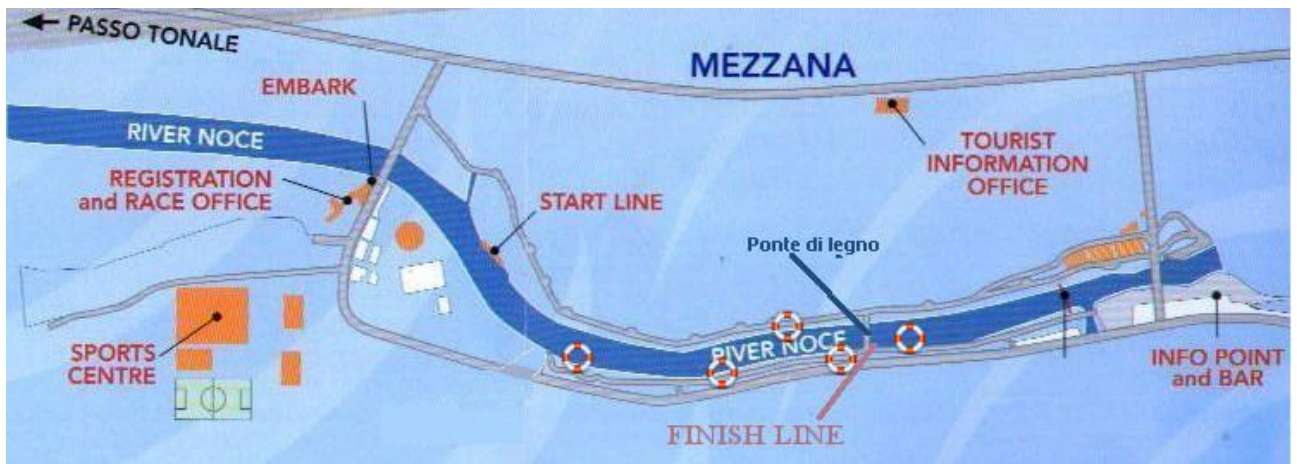 PASSO TONALE
MEZZANA
EMBARK
RIVER NOCE
TOURIST
INFORMATION
OFFICE
REGISTRATION
and RACE OFFICE
START LINE
Ponte di legno
SPORTS
CENTRE
RIVER NOCE
INFO POINT
and BAR
FINISH LINE